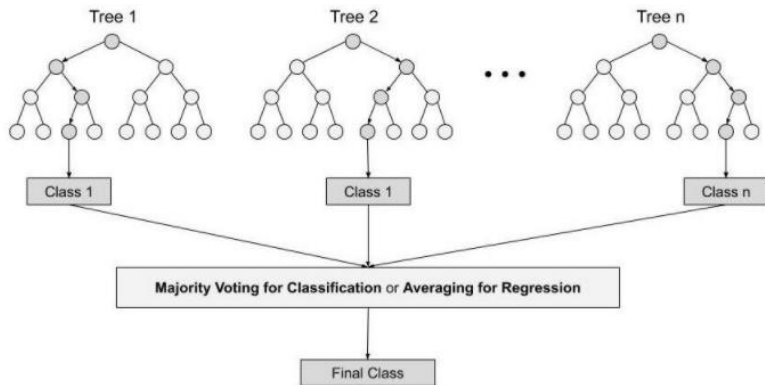 Tree 1
Tree 2
Tree n
Class 1
Class 1
Class n
Majority Voting for Classification or Averaging for Regression
Final Class